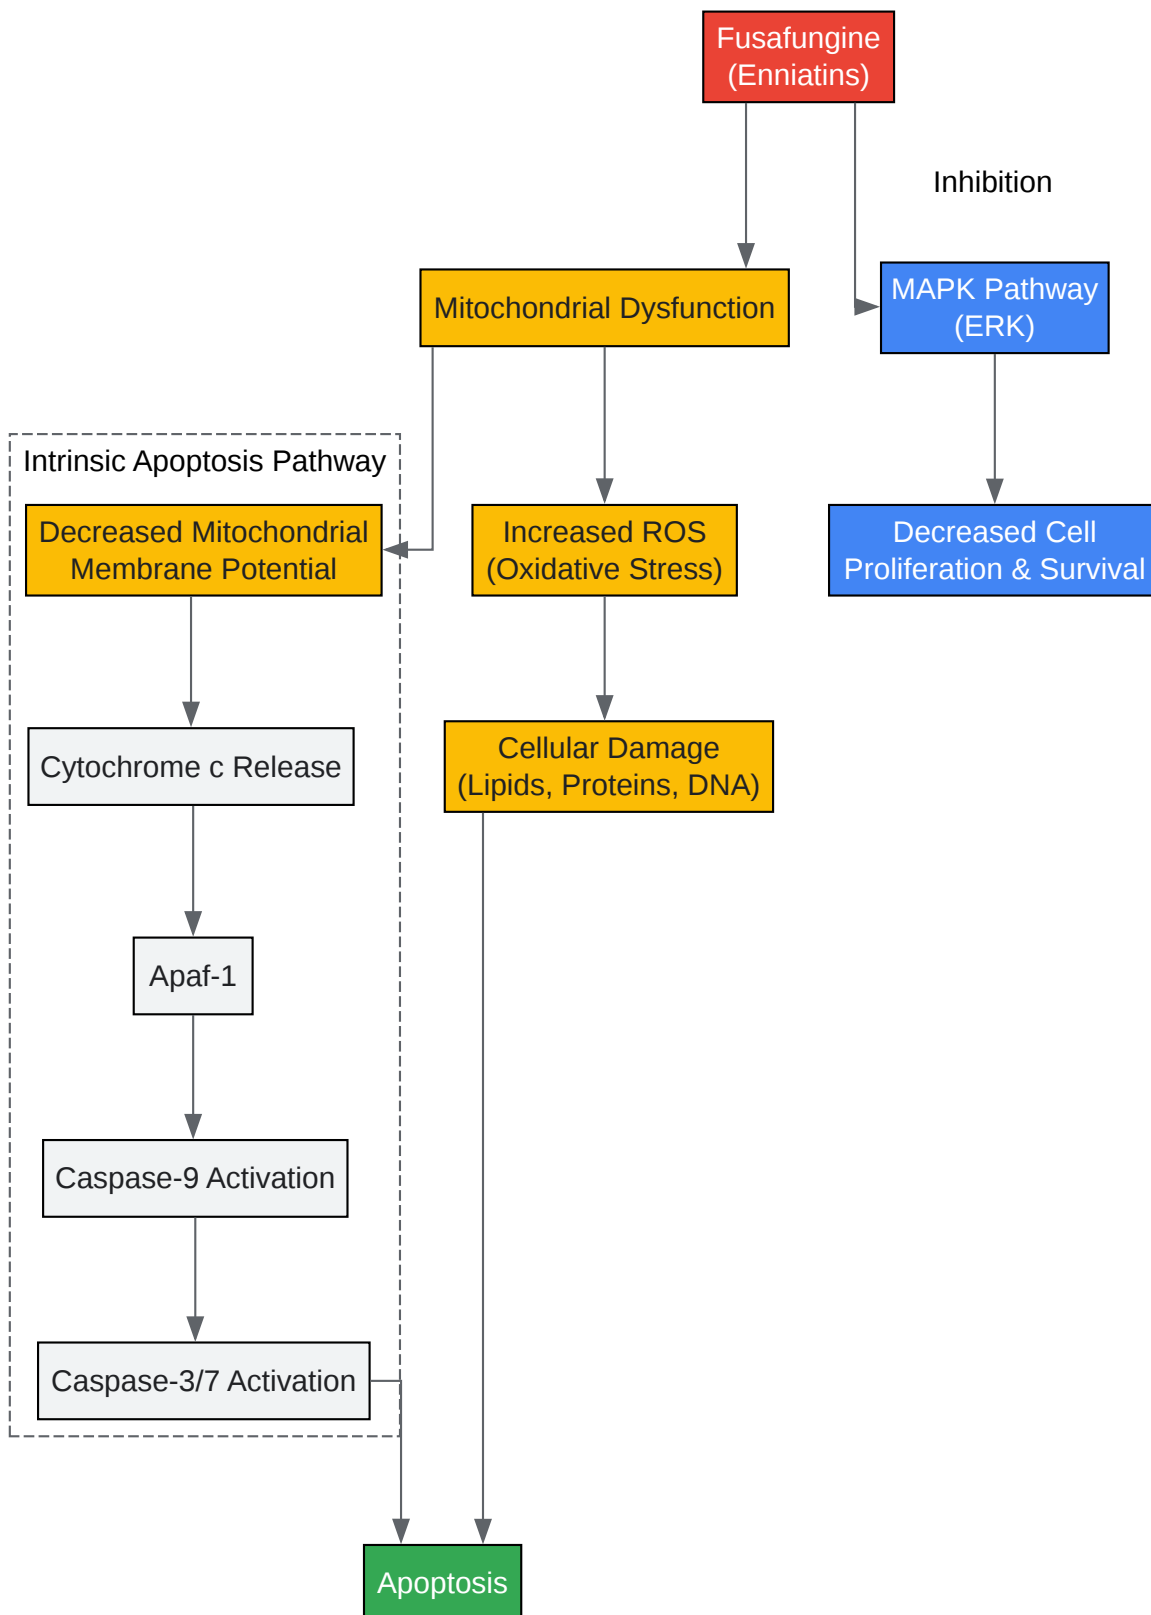 Fusafungine
(Enniatins)
Inhibition
Mitochondrial Dysfunction
MAPK Pathway
(ERK)
Intrinsic Apoptosis Pathway
Decreased Mitochondrial
Membrane Potential
Increased ROS
(Oxidative Stress)
Decreased Cell
Proliferation & Survival
Cytochrome c Release
Cellular Damage
(Lipids, Proteins, DNA)
Apaf-1
Caspase-9 Activation
Caspase-3/7 Activation
Apoptosis